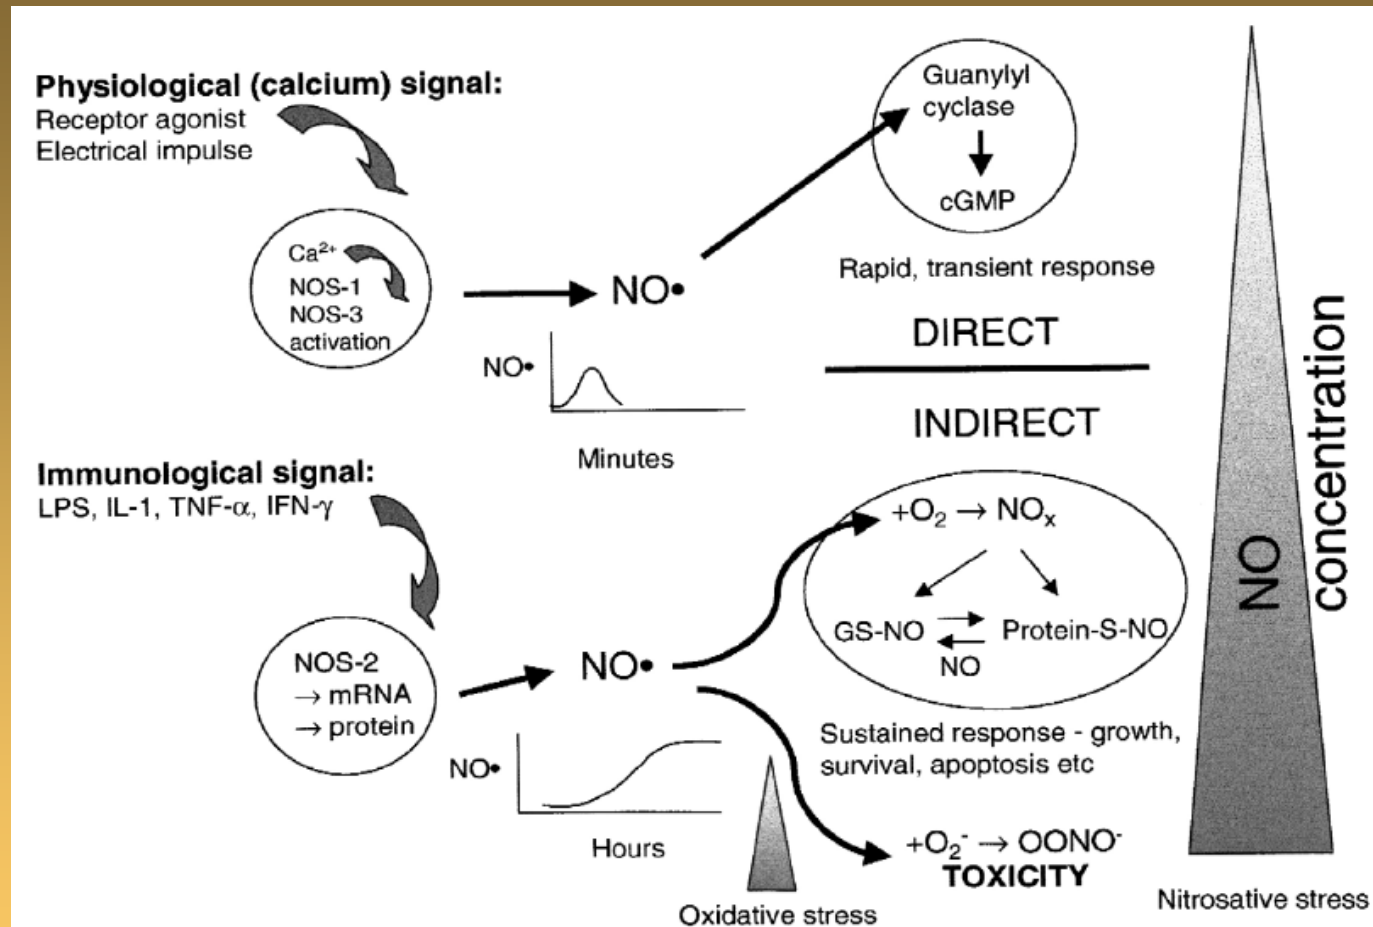 Physiological (calcium) signal:
Receptor agonist
Electrical impulse
Ca²⁺
NOS-1
NOS-3
activation
NO•
Guanylyl
cyclase
cGMP
Rapid, transient response
NO•
Minutes
DIRECT
INDIRECT
Immunological signal:
LPS, IL-1, TNF-α, IFN-γ
NOS-2
→ mRNA
→ protein
NO•
NO•
Hours
+O₂ → NOₓ
GS-NO
Protein-S-NO
NO
Sustained response - growth,
survival, apoptosis etc
+O₂⁻ → OONO⁻
TOXICITY
Oxidative stress
NO
concentration
Nitrosative stress